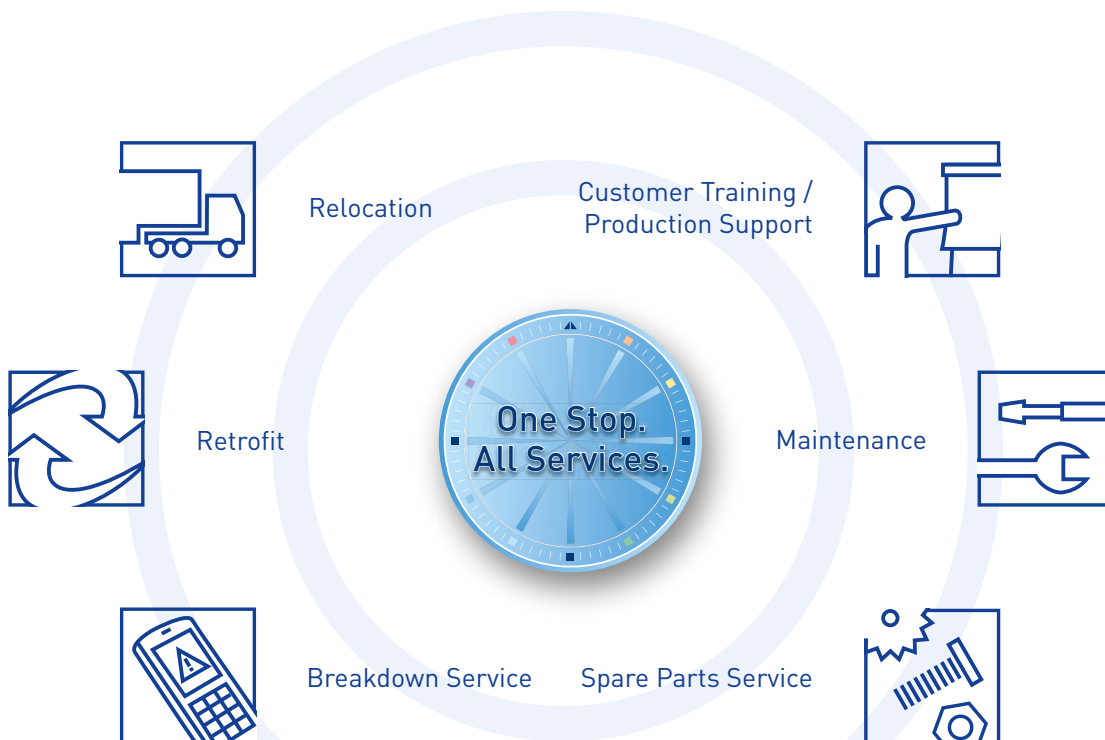 Relocation
Customer Training /
Production Support
Retrofit
One Stop.
All Services.
Maintenance
Breakdown Service
Spare Parts Service